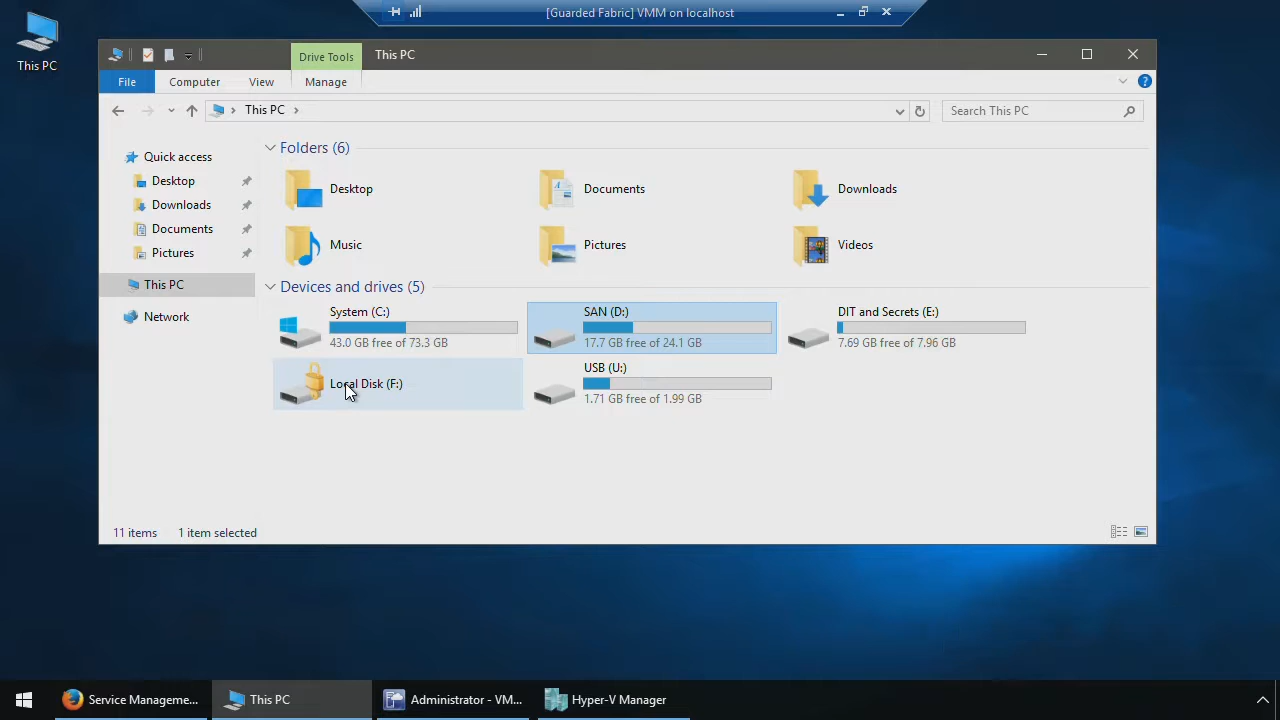 This PC
[Guarded Fabric] VMM on localhost
Drive Tools
This PC
File
Computer
View
Manage
This PC
Search This PC
Quick access
Desktop
Downloads
Documents
Pictures
This PC
Network
Folders (6)
Desktop
Documents
Downloads
Music
Pictures
Videos
Devices and drives (5)
System (C:)
43.0 GB free of 73.3 GB
SAN (D:)
17.7 GB free of 24.1 GB
DIT and Secrets (E:)
7.69 GB free of 7.96 GB
Local Disk (F:)
USB (U:)
1.71 GB free of 1.99 GB
11 items
1 item selected
Service Manageme...
This PC
Administrator - VM...
Hyper-V Manager